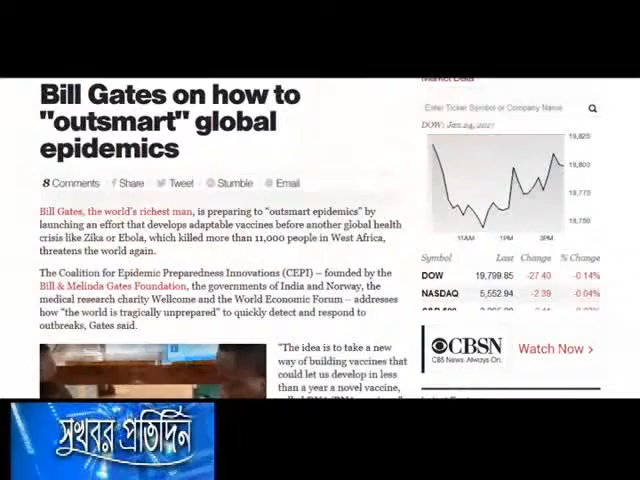 Bill Gates on how to
"outsmart" global
epidemics
8 Comments Share Tweet Stumble Email
Bill Gates, the world's richest man, is preparing to "outsmart epidemics" by
launching an effort that develops adaptable vaccines before another global health
crisis like Zika or Ebola, which killed more than 11,000 people in West Africa,
threatens the world again.
The Coalition for Epidemic Preparedness Innovations (CEPI) – founded by the
Bill & Melinda Gates Foundation, the governments of India and Norway, the
medical research charity Wellcome and the World Economic Forum – addresses
how "the world is tragically unprepared" to quickly detect and respond to
outbreaks, Gates said.
"The idea is to take a new
way of building vaccines that
could let us develop in less
than a year a novel vaccine,
Market Data
Enter Ticker Symbol or Company Name
DOW: Jan 24, 2017
19,825
19,800
19,775
19,750
11AM 1PM 3PM
Symbol Last Change % Change
DOW 19,799.85 -27.40 -0.14%
NASDAQ 5,552.94 -2.39 -0.04%
CBSN Watch Now >
CBS News. Always On.
সুখবর প্রতিদিন